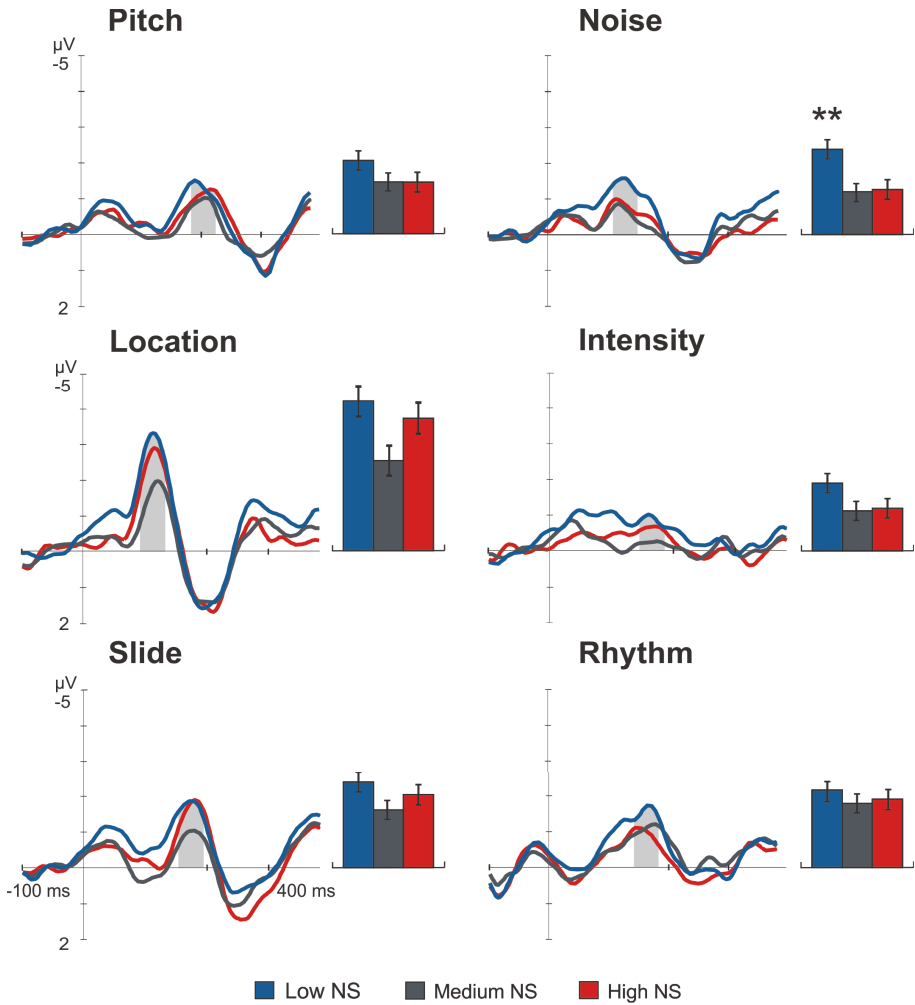 Pitch
Noise
µV
-5
**
2
Location
Intensity
µV
-5
2
Slide
Rhythm
µV
-5
-100 ms
400 ms
2
Low NS
Medium NS
High NS